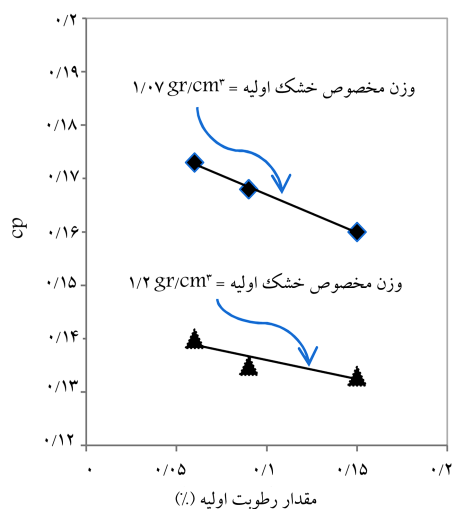 ۰/۲
۰/۱۹
وزن مخصوص خشک اولیه = ۱/۰۷ gr/cm۳
۰/۱۸
۰/۱۷
cp
۰/۱۶
۰/۱۵
وزن مخصوص خشک اولیه = ۱/۲ gr/cm۳
۰/۱۴
۰/۱۳
۰/۱۲
۰ ۰/۰۵ ۰/۱ ۰/۱۵ ۰/۲
مقدار رطوبت اولیه (٪)